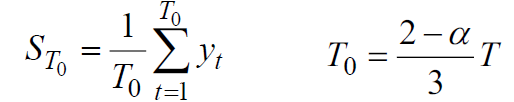 S_{T_0} = \frac{1}{T_0} \sum_{t=1}^{T_0} y_t    T_0 = \frac{2 - \alpha}{3} T